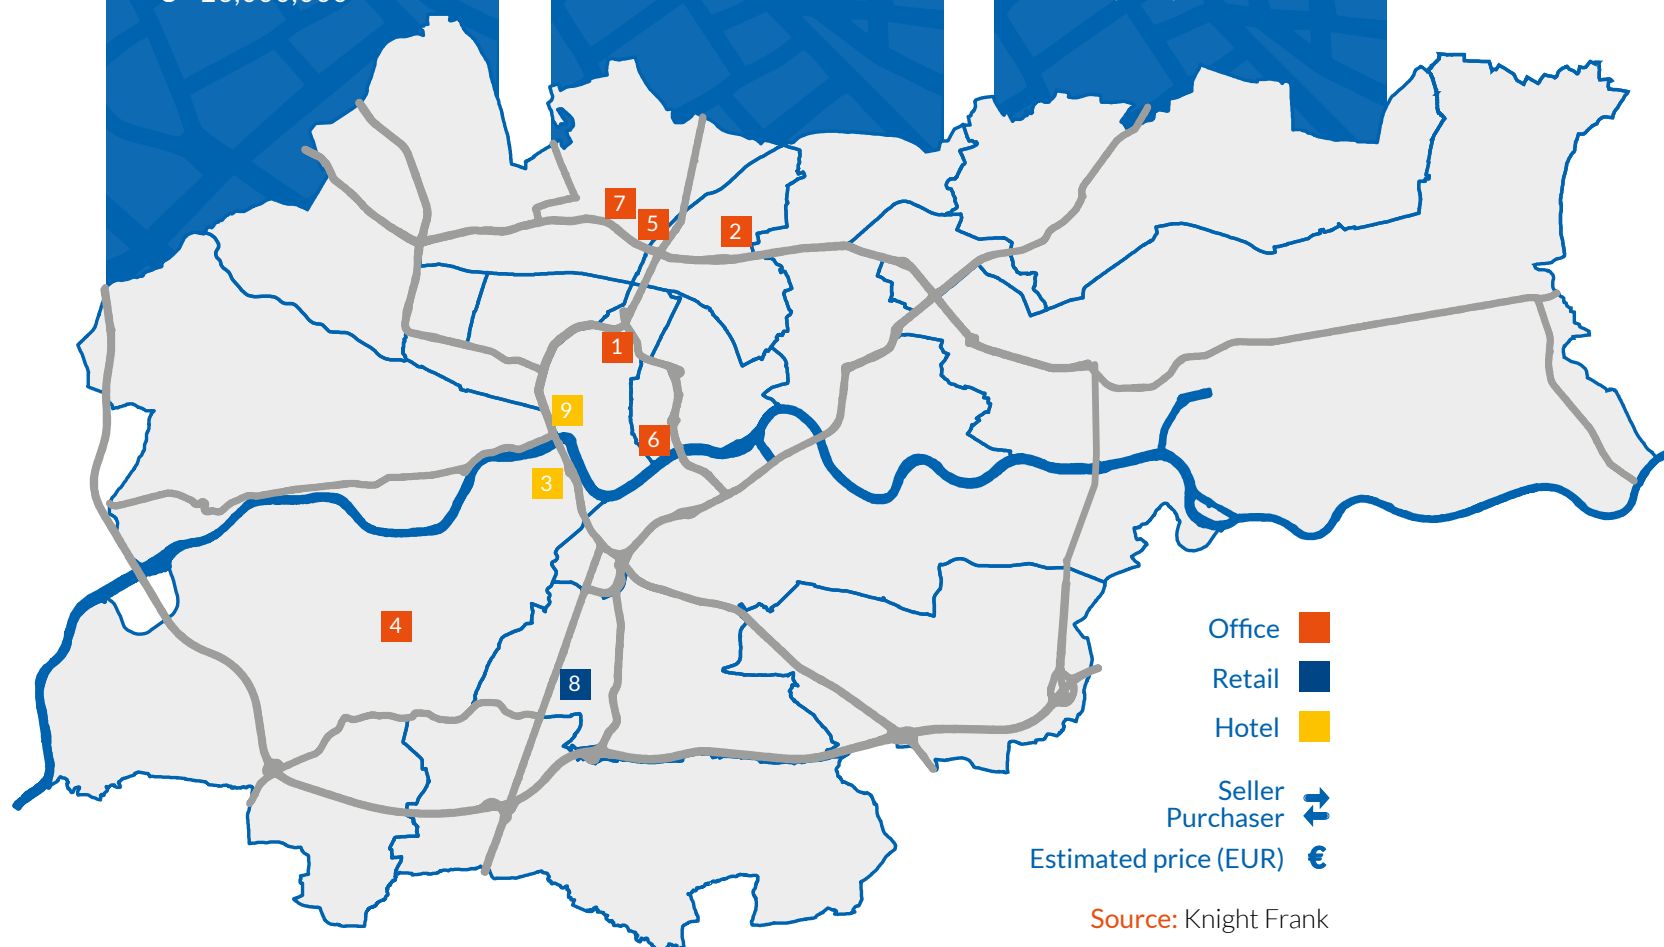 7
5
2
1
9
6
3
4
8
Office
Retail
Hotel
Seller
Purchaser
Estimated price (EUR) €
Source: Knight Frank